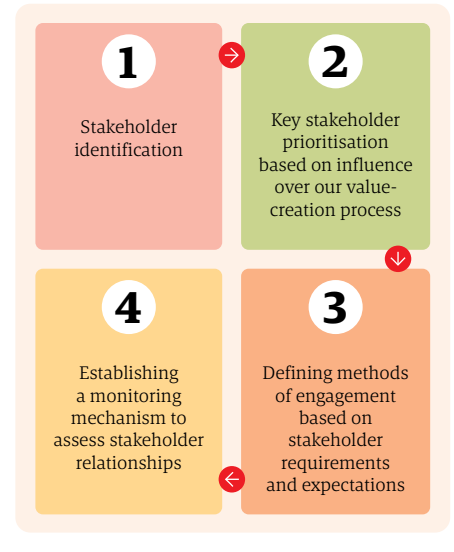 1
Stakeholder
identification
2
Key stakeholder
prioritisation
based on influence
over our value-
creation process
3
Defining methods
of engagement
based on
stakeholder
requirements
and expectations
4
Establishing
a monitoring
mechanism to
assess stakeholder
relationships